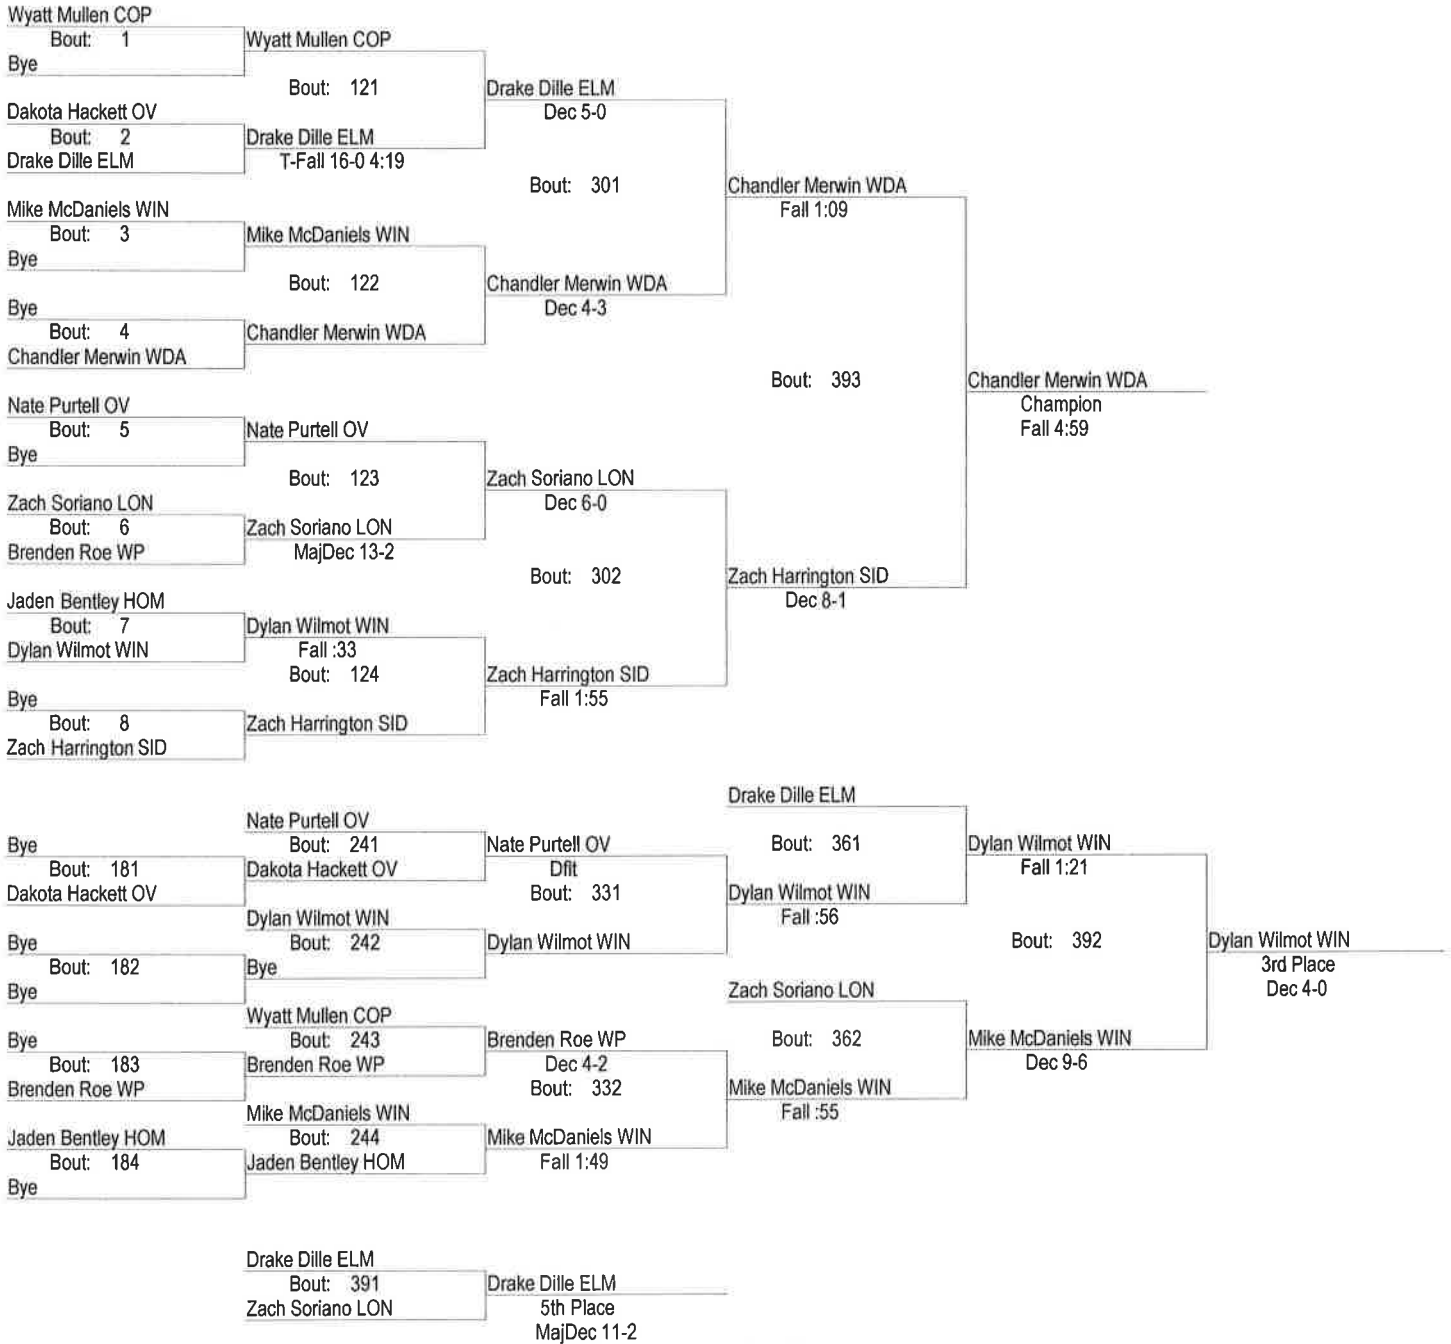 Wyatt Mullen COP
Bout: 1
Bye
Wyatt Mullen COP
Bout: 121
Dakota Hackett OV
Bout: 2
Drake Dille ELM
Drake Dille ELM
T-Fall 16-0 4:19
Drake Dille ELM
Dec 5-0
Bout: 301
Mike McDaniels WIN
Bout: 3
Bye
Mike McDaniels WIN
Bout: 122
Bye
Bout: 4
Chandler Merwin WDA
Chandler Merwin WDA
Chandler Merwin WDA
Dec 4-3
Chandler Merwin WDA
Fall 1:09
Bout: 393
Chandler Merwin WDA
Champion
Fall 4:59
Nate Purtell OV
Bout: 5
Bye
Nate Purtell OV
Bout: 123
Zach Soriano LON
Bout: 6
Brenden Roe WP
Zach Soriano LON
MajDec 13-2
Zach Soriano LON
Dec 6-0
Bout: 302
Jaden Bentley HOM
Bout: 7
Dylan Wilmot WIN
Dylan Wilmot WIN
Fall :33
Bout: 124
Bye
Bout: 8
Zach Harrington SID
Zach Harrington SID
Zach Harrington SID
Fall 1:55
Zach Harrington SID
Dec 8-1
Bye
Bout: 181
Dakota Hackett OV
Nate Purtell OV
Bout: 241
Dakota Hackett OV
Nate Purtell OV
Dflt
Bout: 331
Bye
Bout: 182
Bye
Dylan Wilmot WIN
Bout: 242
Bye
Dylan Wilmot WIN
Drake Dille ELM
Bout: 361
Dylan Wilmot WIN
Fall :56
Dylan Wilmot WIN
Fall 1:21
Bout: 392
Dylan Wilmot WIN
3rd Place
Dec 4-0
Bye
Bout: 183
Brenden Roe WP
Wyatt Mullen COP
Bout: 243
Brenden Roe WP
Brenden Roe WP
Dec 4-2
Bout: 332
Jaden Bentley HOM
Bout: 184
Bye
Mike McDaniels WIN
Bout: 244
Jaden Bentley HOM
Mike McDaniels WIN
Fall 1:49
Zach Soriano LON
Bout: 362
Mike McDaniels WIN
Fall :55
Mike McDaniels WIN
Dec 9-6
Drake Dille ELM
Bout: 391
Zach Soriano LON
Drake Dille ELM
5th Place
MajDec 11-2